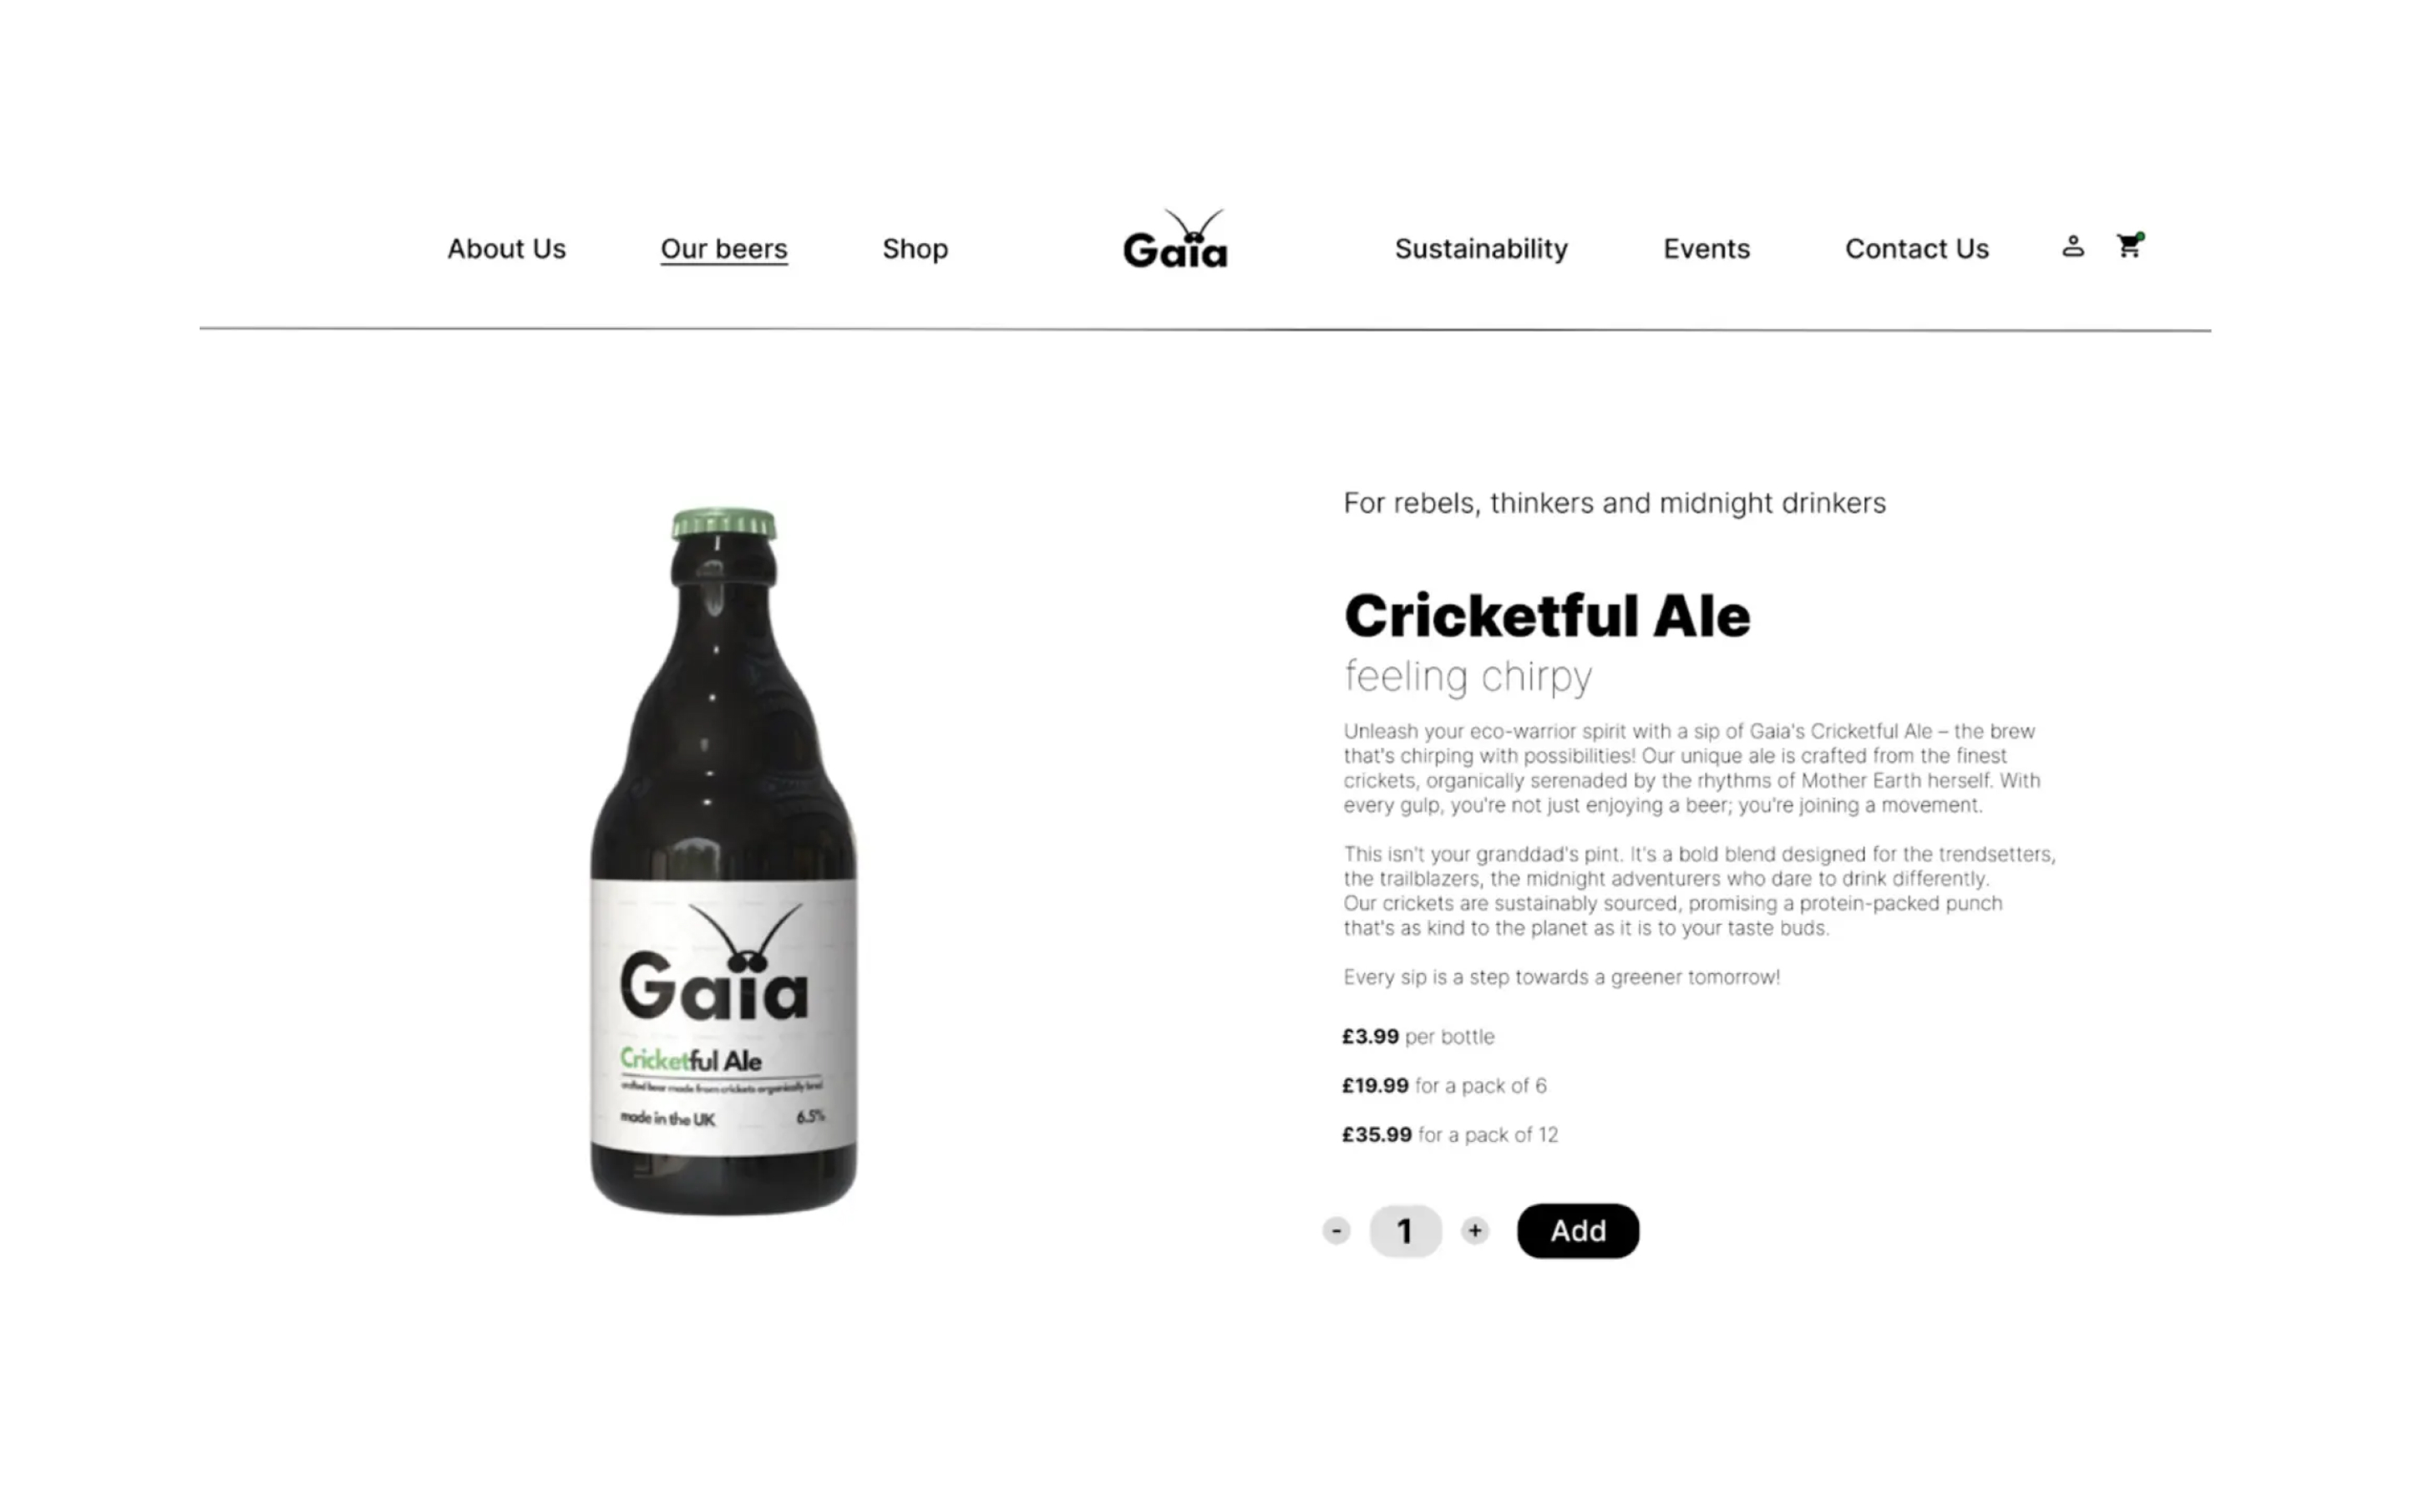 About Us
Our beers
Shop
Gaïa
Sustainability
Events
Contact Us
For rebels, thinkers and midnight drinkers
Cricketful Ale
feeling chirpy
Unleash your eco-warrior spirit with a sip of Gaia's Cricketful Ale – the brew
that's chirping with possibilities! Our unique ale is crafted from the finest
crickets, organically serenaded by the rhythms of Mother Earth herself. With
every gulp, you're not just enjoying a beer; you're joining a movement.
This isn't your granddad's pint. It's a bold blend designed for the trendsetters,
the trailblazers, the midnight adventurers who dare to drink differently.
Our crickets are sustainably sourced, promising a protein-packed punch
that's as kind to the planet as it is to your taste buds.
Every sip is a step towards a greener tomorrow!
£3.99 per bottle
£19.99 for a pack of 6
£35.99 for a pack of 12
- 1 + Add
Gaïa
Cricketful Ale
crafted beer made from crickets organically bred
made in the UK 6.5%